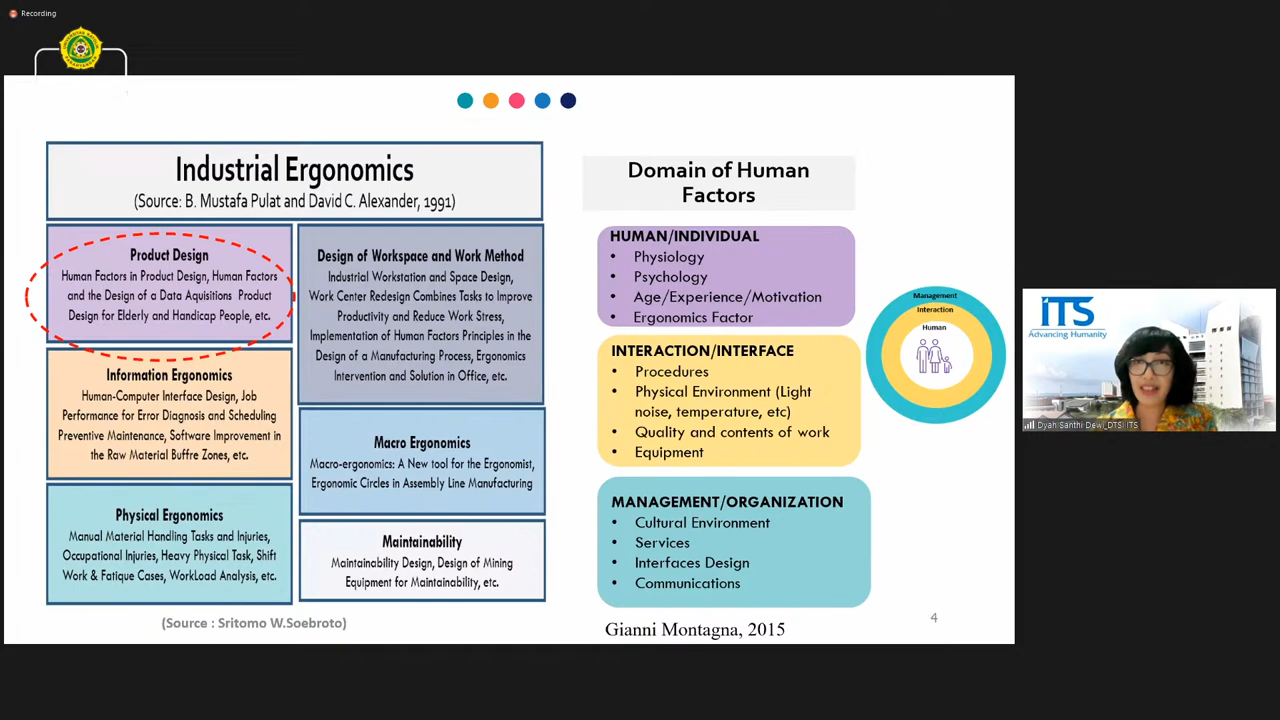 Recording
Industrial Ergonomics
(Source: B. Mustafa Pulat and David C. Alexander, 1991)
Product Design
Human Factors in Product Design, Human Factors
and the Design of a Data Aquisitions Product
Design for Elderly and Handicap People, etc.
Information Ergonomics
Human-Computer Interface Design, Job
Performance for Error Diagnosis and Scheduling
Preventive Maintenance, Software Improvement in
the Raw Material Buffre Zones, etc.
Physical Ergonomics
Manual Material Handling Tasks and Injuries,
Occupational Injuries, Heavy Physical Task, Shift
Work & Fatique Cases, WorkLoad Analysis, etc.
Design of Workspace and Work Method
Industrial Workstation and Space Design,
Work Center Redesign Combines Tasks to Improve
Productivity and Reduce Work Stress,
Implementation of Human Factors Principles in the
Design of a Manufacturing Process, Ergonomics
Intervention and Solution in Office, etc.
Macro Ergonomics
Macro-ergonomics: A New tool for the Ergonomist,
Ergonomic Circles in Assembly Line Manufacturing
Maintainability
Maintainability Design, Design of Mining
Equipment for Maintainability, etc.
(Source : Sritomo W.Soebroto)
Domain of Human
Factors
HUMAN/INDIVIDUAL
• Physiology
• Psychology
• Age/Experience/Motivation
• Ergonomics Factor
INTERACTION/INTERFACE
• Procedures
• Physical Environment (Light
noise, temperature, etc)
• Quality and contents of work
• Equipment
MANAGEMENT/ORGANIZATION
• Cultural Environment
• Services
• Interfaces Design
• Communications
Gianni Montagna, 2015
4
Management
Interaction
Human
ITS
Advancing Humanity
Dyah Santhi Dewi_DTSI ITS